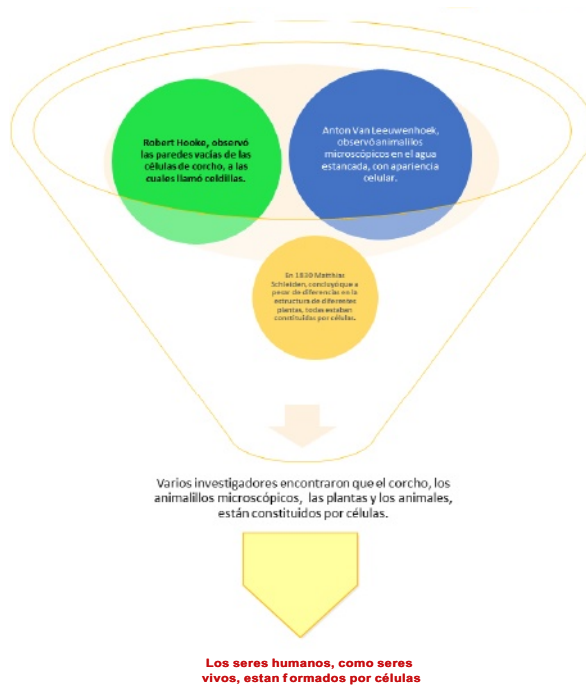 Robert Hooke, observó
las paredes vacías de las
células de corcho, a las
cuales llamó celdillas.
Anton Van Leeuwenhoek,
observó animalillos
microscópicos en el agua
estancada, con apariencia
celular.
En 1830 Matthias
Schleiden, concluyó que a
pesar de diferencias en la
estructura de diferentes
plantas, todas estaban
constituidas por células.
Varios investigadores encontraron que el corcho, los
animalillos microscópicos, las plantas y los animales,
están constituidos por células.
Los seres humanos, como seres
vivos, estan formados por células